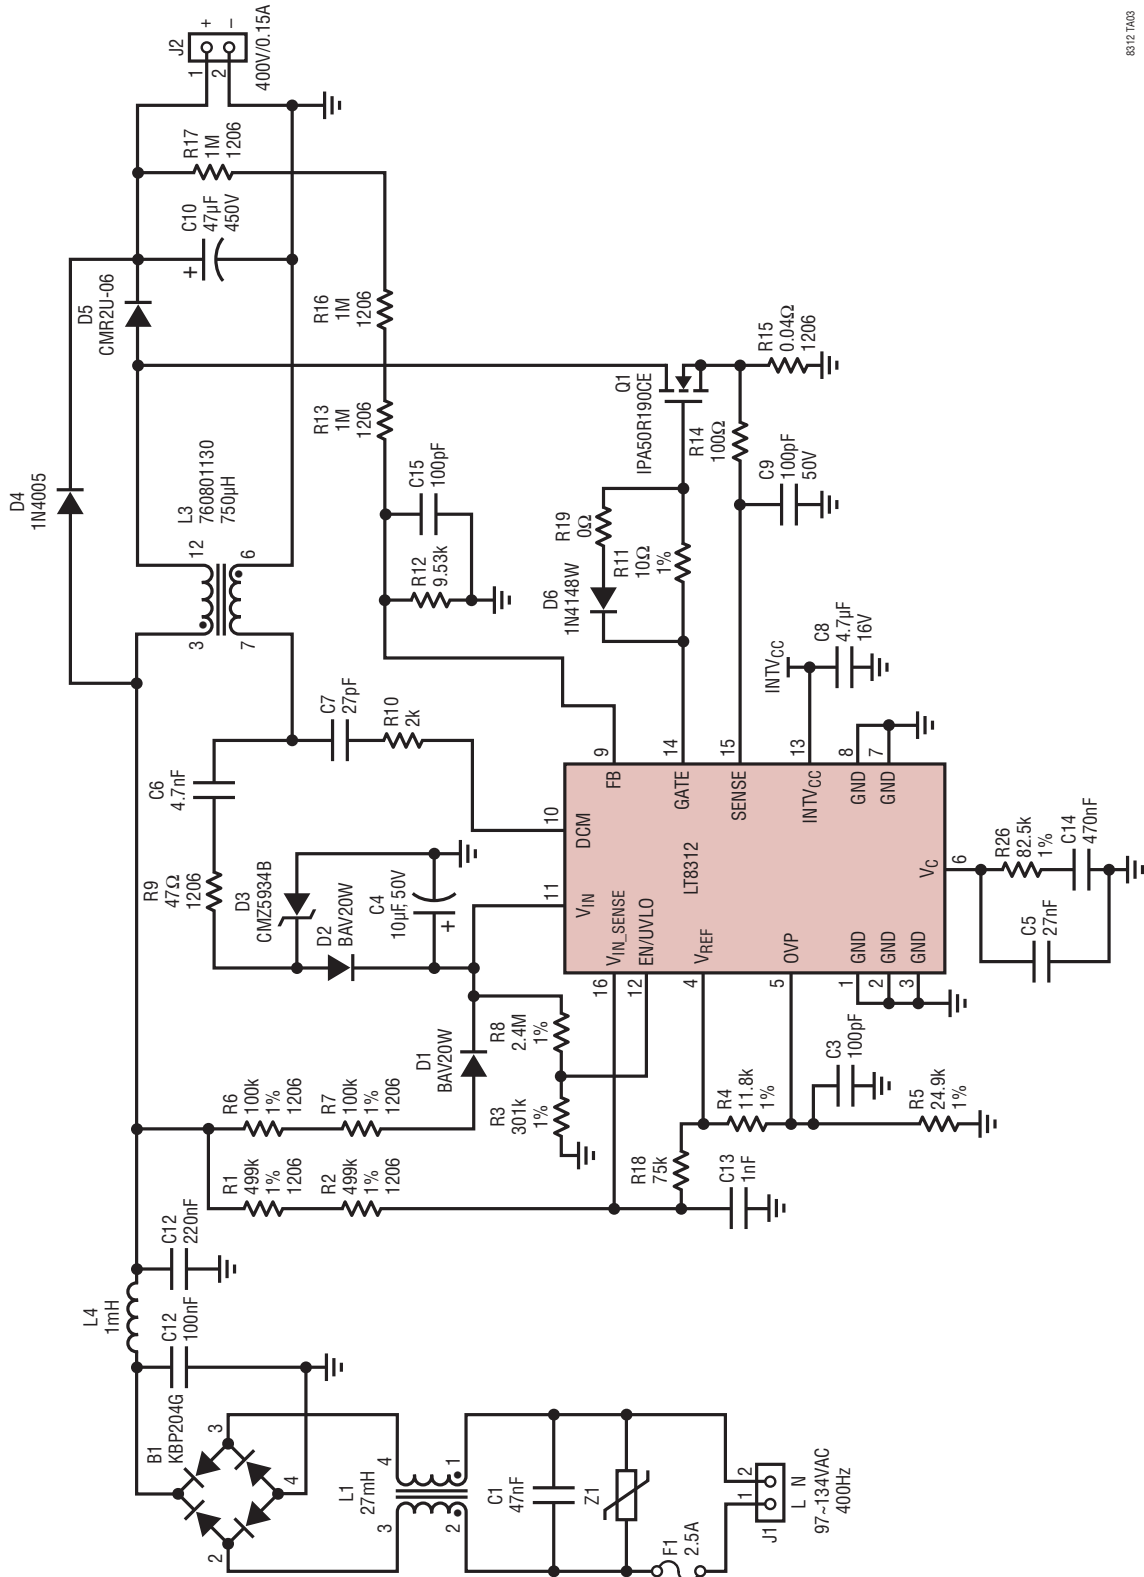 8312 TA03
J2
+
–
1
2
400V/0.15A
R17
1M
1206
C10
47µF
450V
+
D5
CMR2U-06
D4
1N4005
L3
760801130
750µH
12
3
6
7
R16
1M
1206
R13
1M
1206
C15
100pF
R12
9.53k
Q1
IPA50R190CE
R15
0.04Ω
1206
R14
100Ω
C9
100pF
50V
R19
0Ω
R11
10Ω
1%
D6
1N4148W
INTVCC
C8
4.7µF
16V
C7
27pF
R10
2k
C6
4.7nF
R9
47Ω
1206
D3
CMZ5934B
D2
BAV20W
C4
10µF, 50V
+
D1
BAV20W
R8
2.4M
1%
R3
301k
1%
R6
100k
1%
1206
R7
100k
1%
1206
R1
499k
1%
1206
R2
499k
1%
1206
LT8312
9
FB
14
GATE
15
SENSE
13
INTVCC
8
GND
7
GND
10
DCM
11
VIN
16
VIN_SENSE
12
EN/UVLO
4
VREF
5
OVP
1
GND
2
GND
3
GND
6
VC
R26
82.5k
1%
C14
470nF
C5
27nF
C3
100pF
R4
11.8k
1%
R5
24.9k
1%
R18
75k
C13
1nF
C12
220nF
L4
1mH
C12
100nF
B1
KBP204G
3
4
2
L1
27mH
4
1
3
2
C1
47nF
Z1
F1
2.5A
J1
1
2
L
N
97~134VAC
400Hz